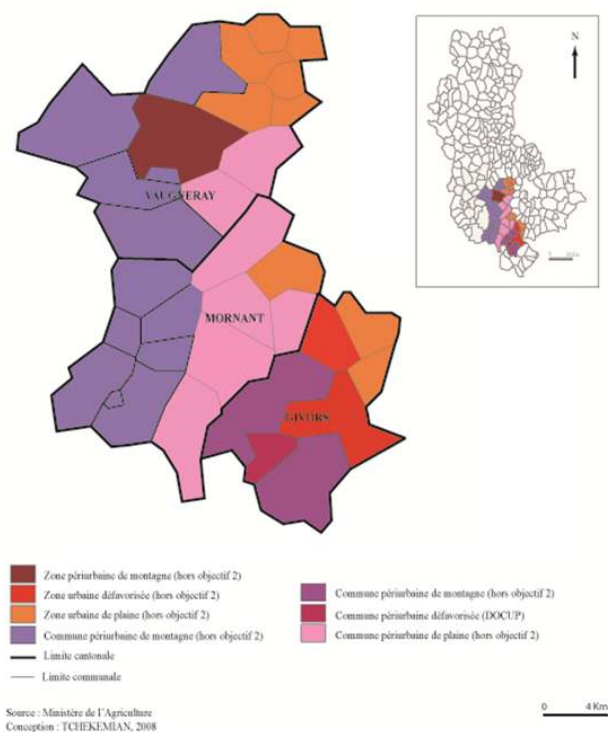 N
VAUGNERAY
MORNANT
GIVORS
Zone périurbaine de montagne (hors objectif 2)
Zone urbaine défavorisée (hors objectif 2)
Zone urbaine de plaine (hors objectif 2)
Commune périurbaine de montagne (hors objectif 2)
Limite cantonale
Limite communale
Commune périurbaine de montagne (hors objectif 2)
Commune périurbaine défavorisée (DOCUP)
Commune périurbaine de plaine (hors objectif 2)
Source : Ministère de l'Agriculture
Conception : TCHEKEMIAN, 2008
0 4 Km